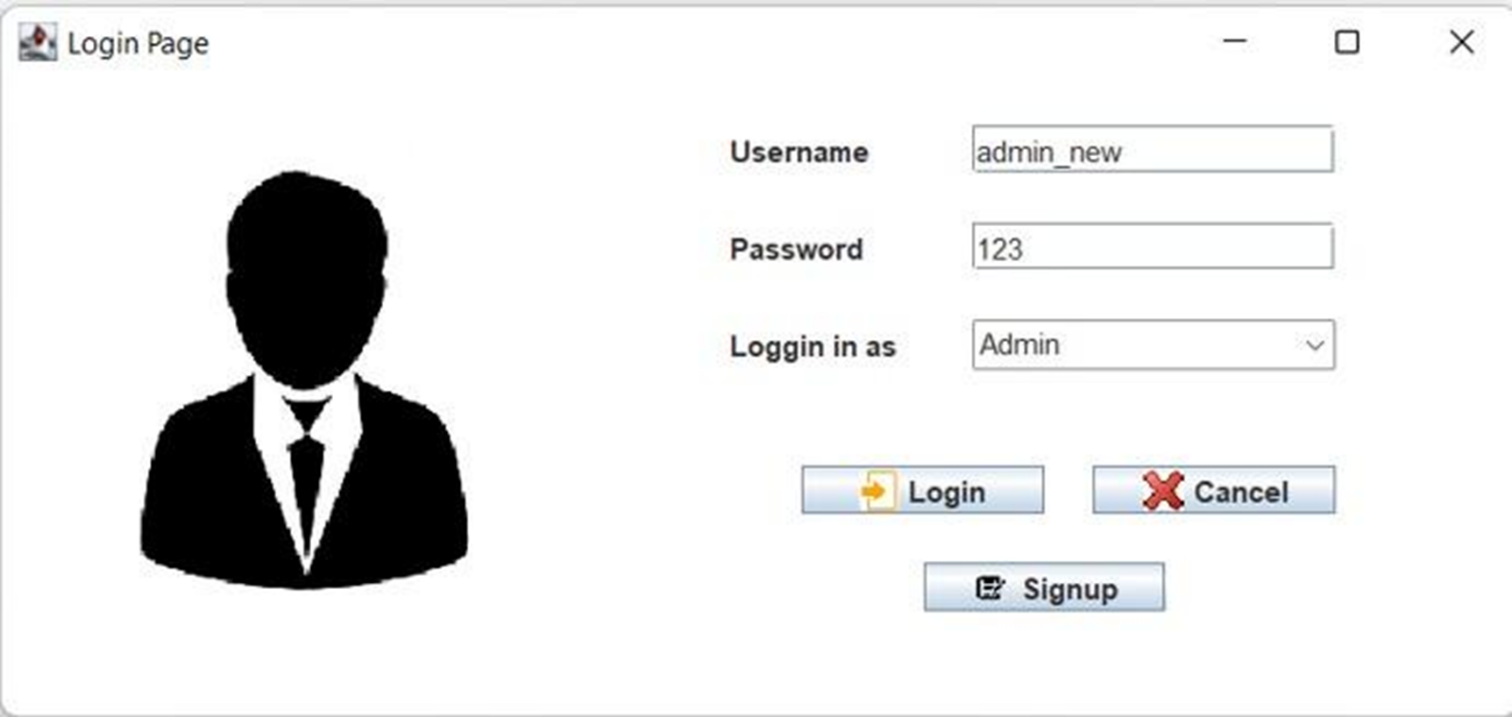 Login Page
Username admin_new
Password 123
Loggin in as Admin
Login Cancel
Signup